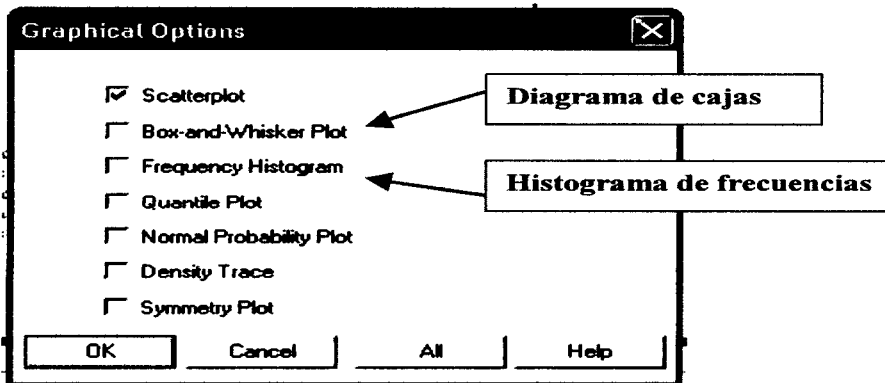 Graphical Options
Scatterplot
Diagrama de cajas
Box-and-Whisker Plot
Frequency Histogram
Histograma de frecuencias
Quantile Plot
Normal Probability Plot
Density Trace
Symmetry Plot
OK Cancel All Help